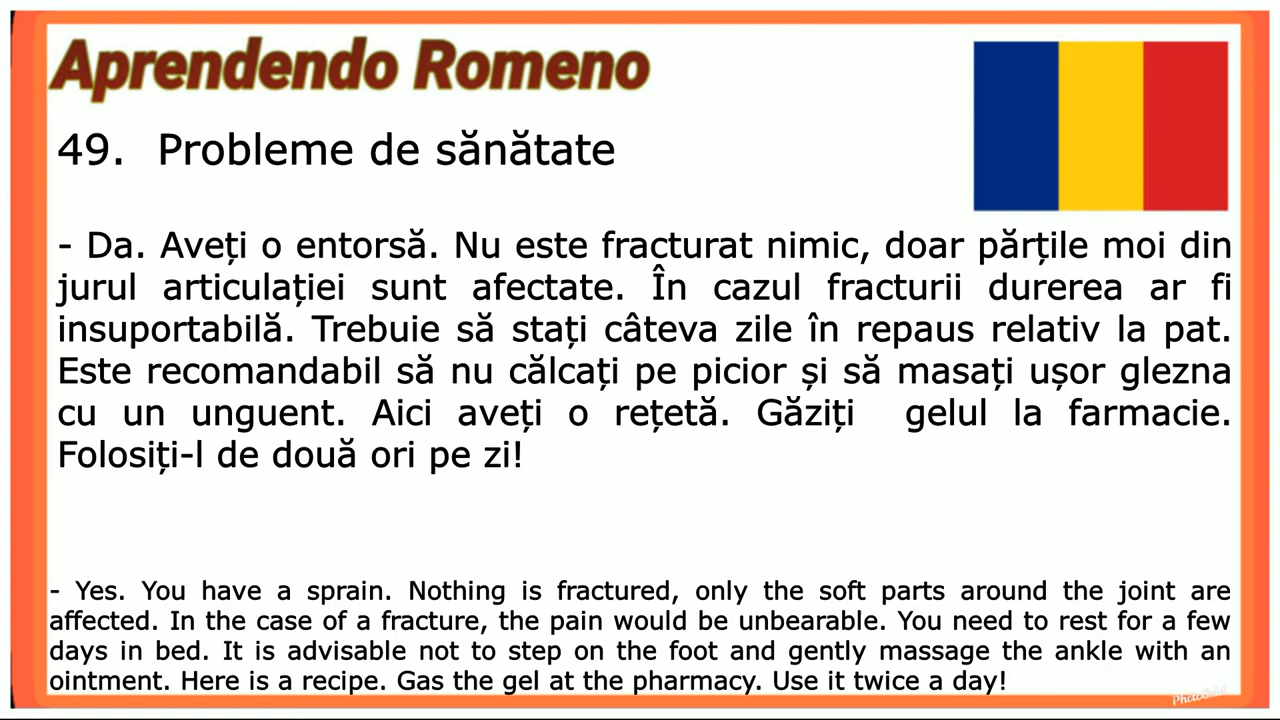 Aprendendo Romeno
49. Probleme de sănătate
- Da. Aveți o entorsă. Nu este fracturat nimic, doar părțile moi din
jurul articulației sunt afectate. În cazul fracturii durerea ar fi
insuportabilă. Trebuie să stați câteva zile în repaus relativ la pat.
Este recomandabil să nu călcați pe picior și să masați ușor glezna
cu un unguent. Aici aveți o rețetă. Găziți gelul la farmacie.
Folosiți-l de două ori pe zi!
- Yes. You have a sprain. Nothing is fractured, only the soft parts around the joint are
affected. In the case of a fracture, the pain would be unbearable. You need to rest for a few
days in bed. It is advisable not to step on the foot and gently massage the ankle with an
ointment. Here is a recipe. Gas the gel at the pharmacy. Use it twice a day!